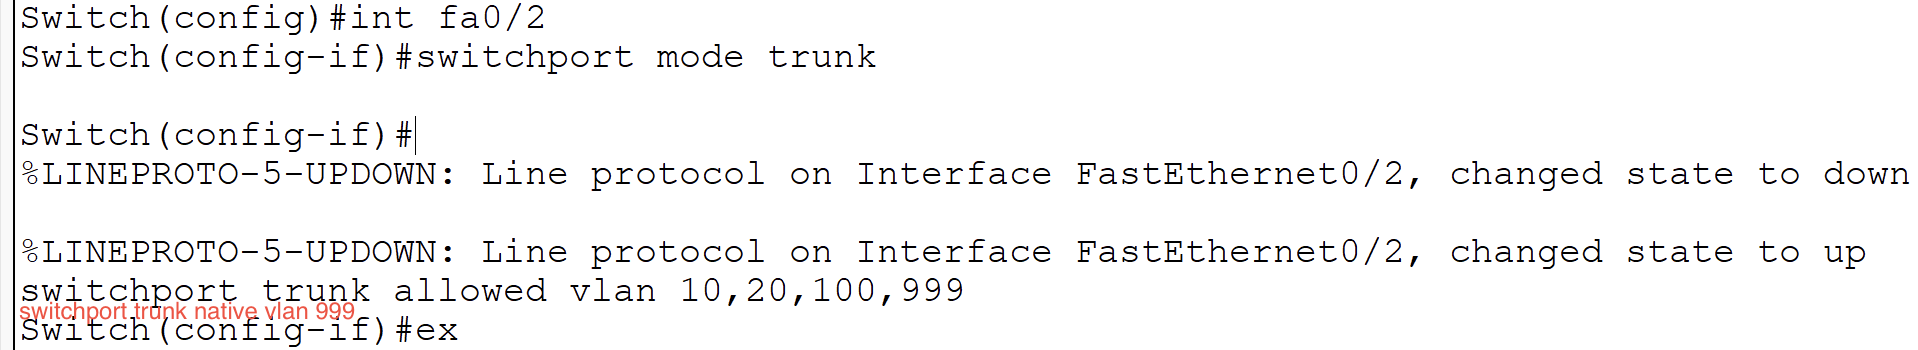 Switch(config)#int fa0/2
Switch(config-if)#switchport mode trunk
Switch(config-if)#
%LINEPROTO-5-UPDOWN: Line protocol on Interface FastEthernet0/2, changed state to down
%LINEPROTO-5-UPDOWN: Line protocol on Interface FastEthernet0/2, changed state to up
switchport trunk allowed vlan 10,20,100,999
switchport trunk native vlan 999
Switch(config-if)#ex